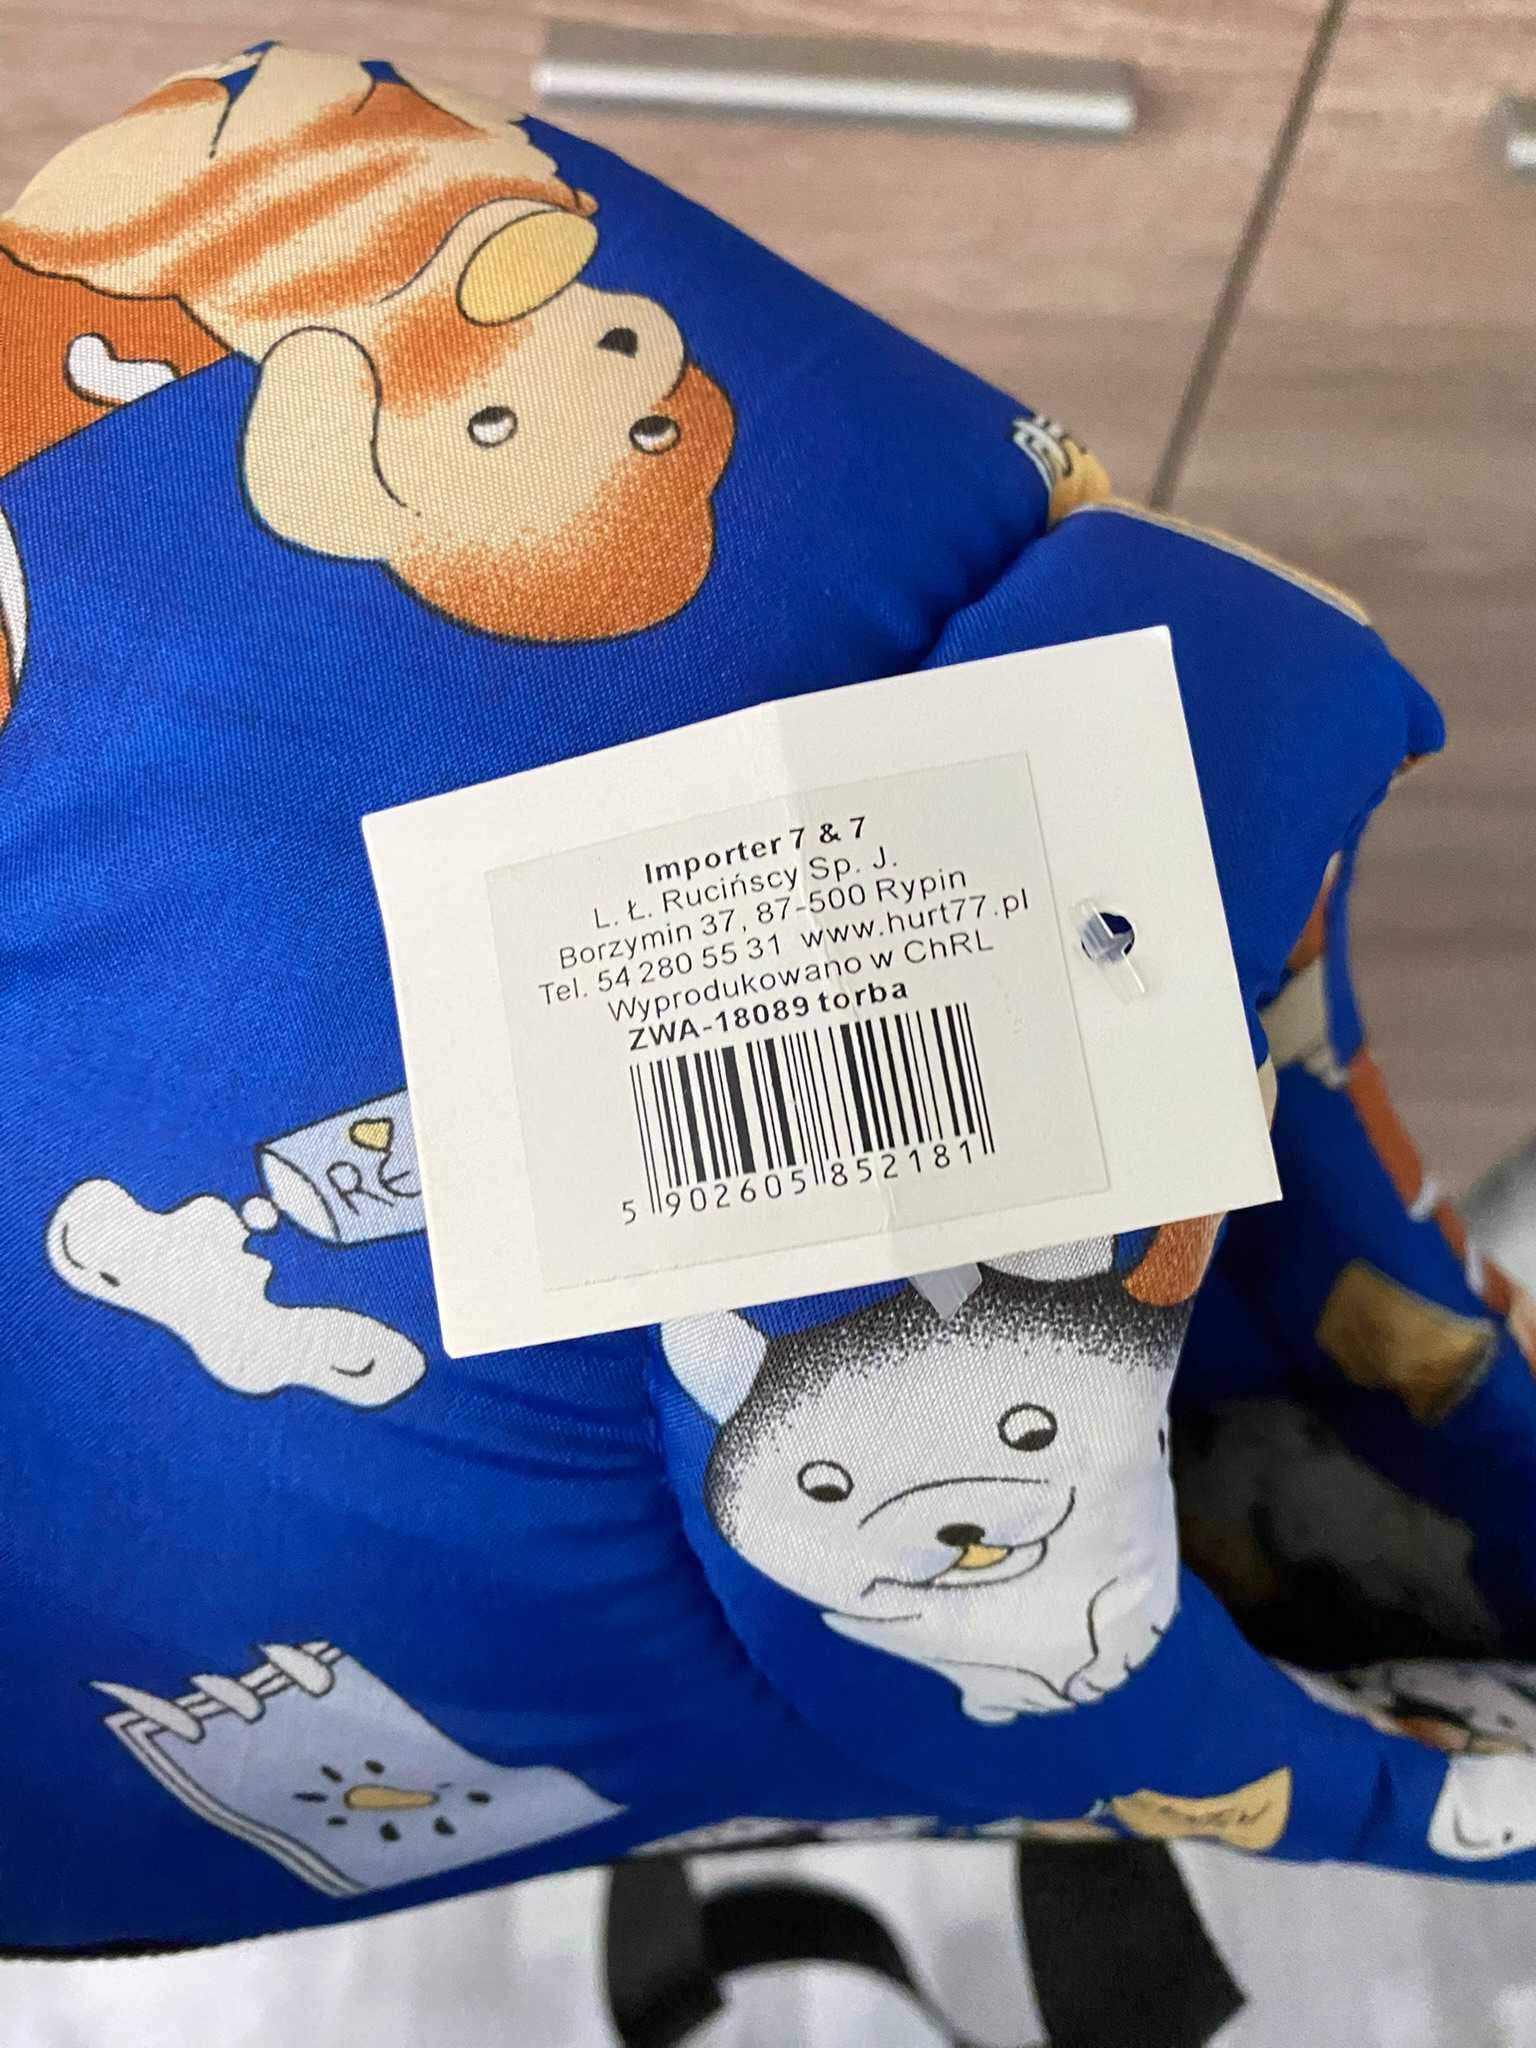 Importer 7 & 7
L. Ł. Rucińscy Sp. J.
Borzymin 37, 87-500 Rypin
Tel. 54 280 55 31 www.hurt77.pl
Wyprodukowano w ChRL
ZWA-18089 torba
5 902605 852181
RE